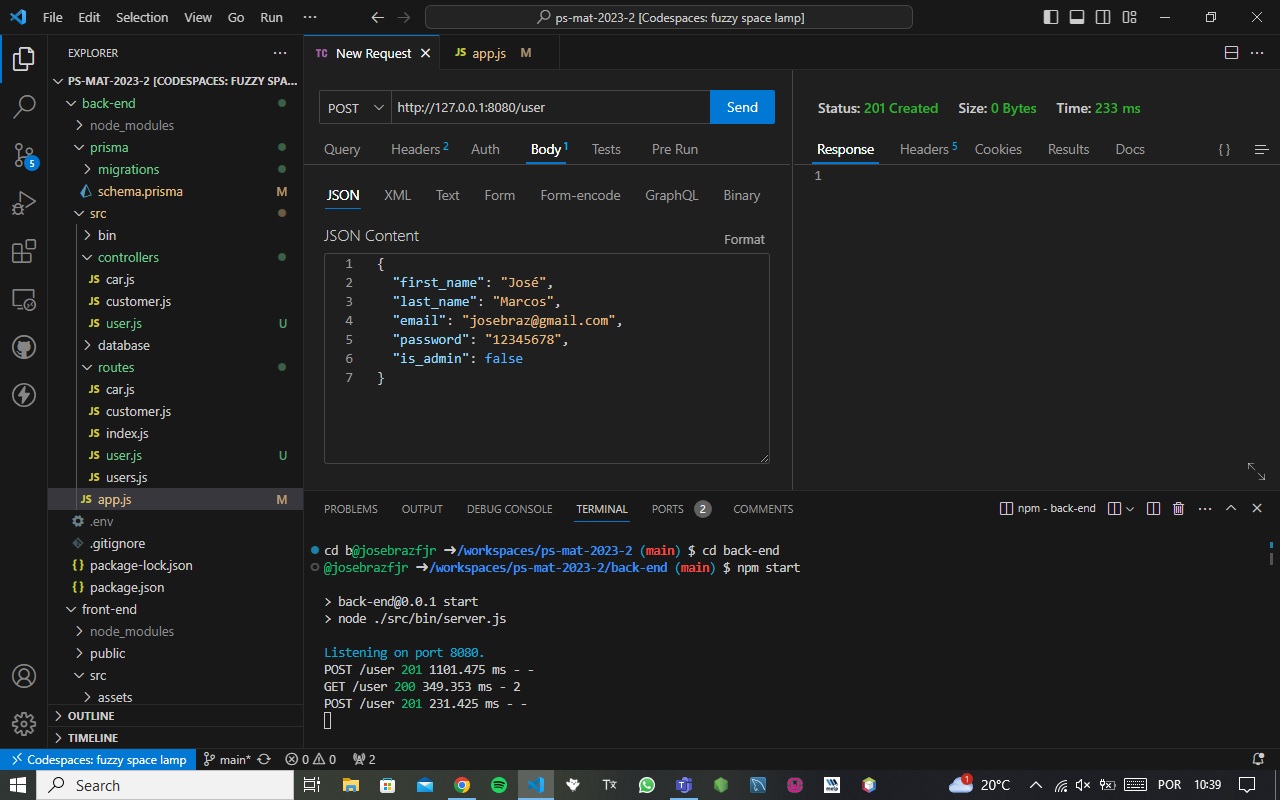 File Edit Selection View Go Run ··· ps-mat-2023-2 [Codespaces: fuzzy space lamp]
EXPLORER ···
PS-MAT-2023-2 [CODESPACES: FUZZY SPA...
back-end
node_modules
prisma
migrations
schema.prisma M
src
bin
controllers
JS car.js
JS customer.js
JS user.js U
database
routes
JS car.js
JS customer.js
JS index.js
JS user.js U
JS users.js
JS app.js M
.env
.gitignore
{} package-lock.json
{} package.json
front-end
node_modules
public
src
assets
OUTLINE
TIMELINE
5
TC New Request JS app.js M
POST http://127.0.0.1:8080/user Send
Query Headers 2 Auth Body 1 Tests Pre Run
JSON XML Text Form Form-encode GraphQL Binary
JSON Content Format
1 {
2 "first_name": "José",
3 "last_name": "Marcos",
4 "email": "josebraz@gmail.com",
5 "password": "12345678",
6 "is_admin": false
7 }
Status: 201 Created Size: 0 Bytes Time: 233 ms
Response Headers 5 Cookies Results Docs { }
1
PROBLEMS OUTPUT DEBUG CONSOLE TERMINAL PORTS 2 COMMENTS npm - back-end
cd b@josebrazfjr ➜/workspaces/ps-mat-2023-2 (main) $ cd back-end
@josebrazfjr ➜/workspaces/ps-mat-2023-2/back-end (main) $ npm start
> back-end@0.0.1 start
> node ./src/bin/server.js
Listening on port 8080.
POST /user 201 1101.475 ms - -
GET /user 200 349.353 ms - 2
POST /user 201 231.425 ms - -
Codespaces: fuzzy space lamp main* 0 0 2
Search 1 20°C POR 10:39